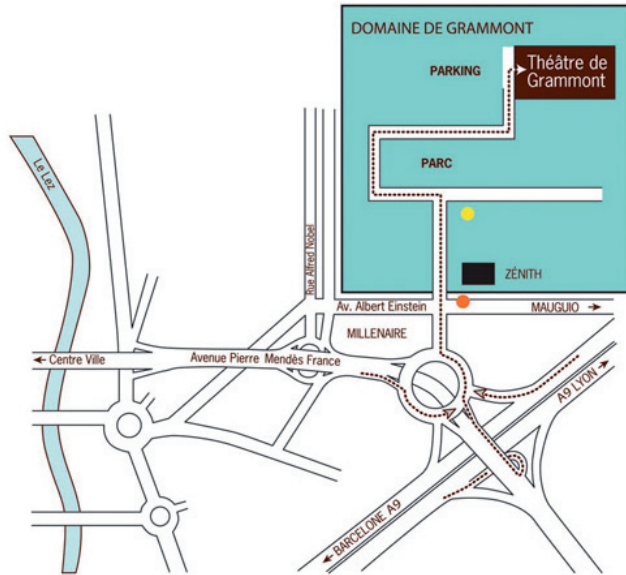 DOMAINE DE GRAMMONT
PARKING
Théâtre de
Grammont
PARC
Le Lez
Rue Alfred Nobel
ZÉNITH
Av. Albert Einstein
MAUGUIO
MILLENAIRE
Centre Ville
Avenue Pierre Mendès France
A9 LYON
BARCELONE A9